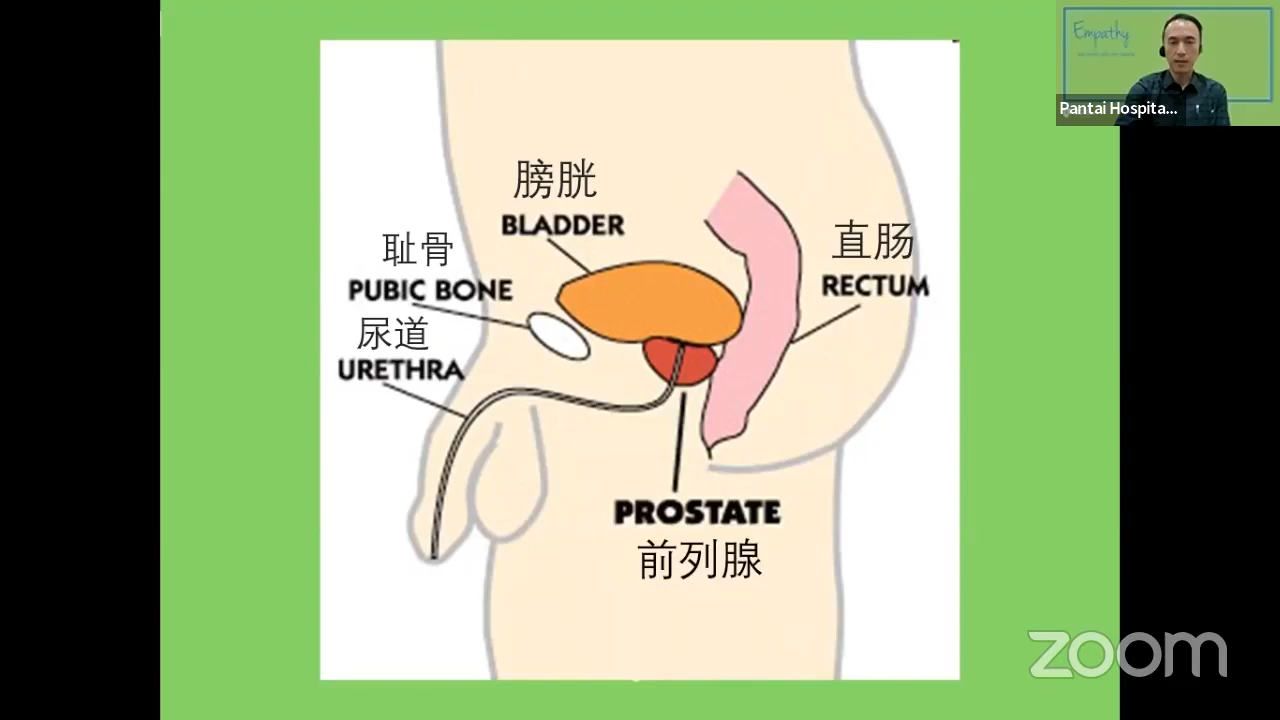 Empathy
Pantai Hospita...
膀胱
BLADDER
耻骨
PUBIC BONE
尿道
URETHRA
直肠
RECTUM
PROSTATE
前列腺
zoom